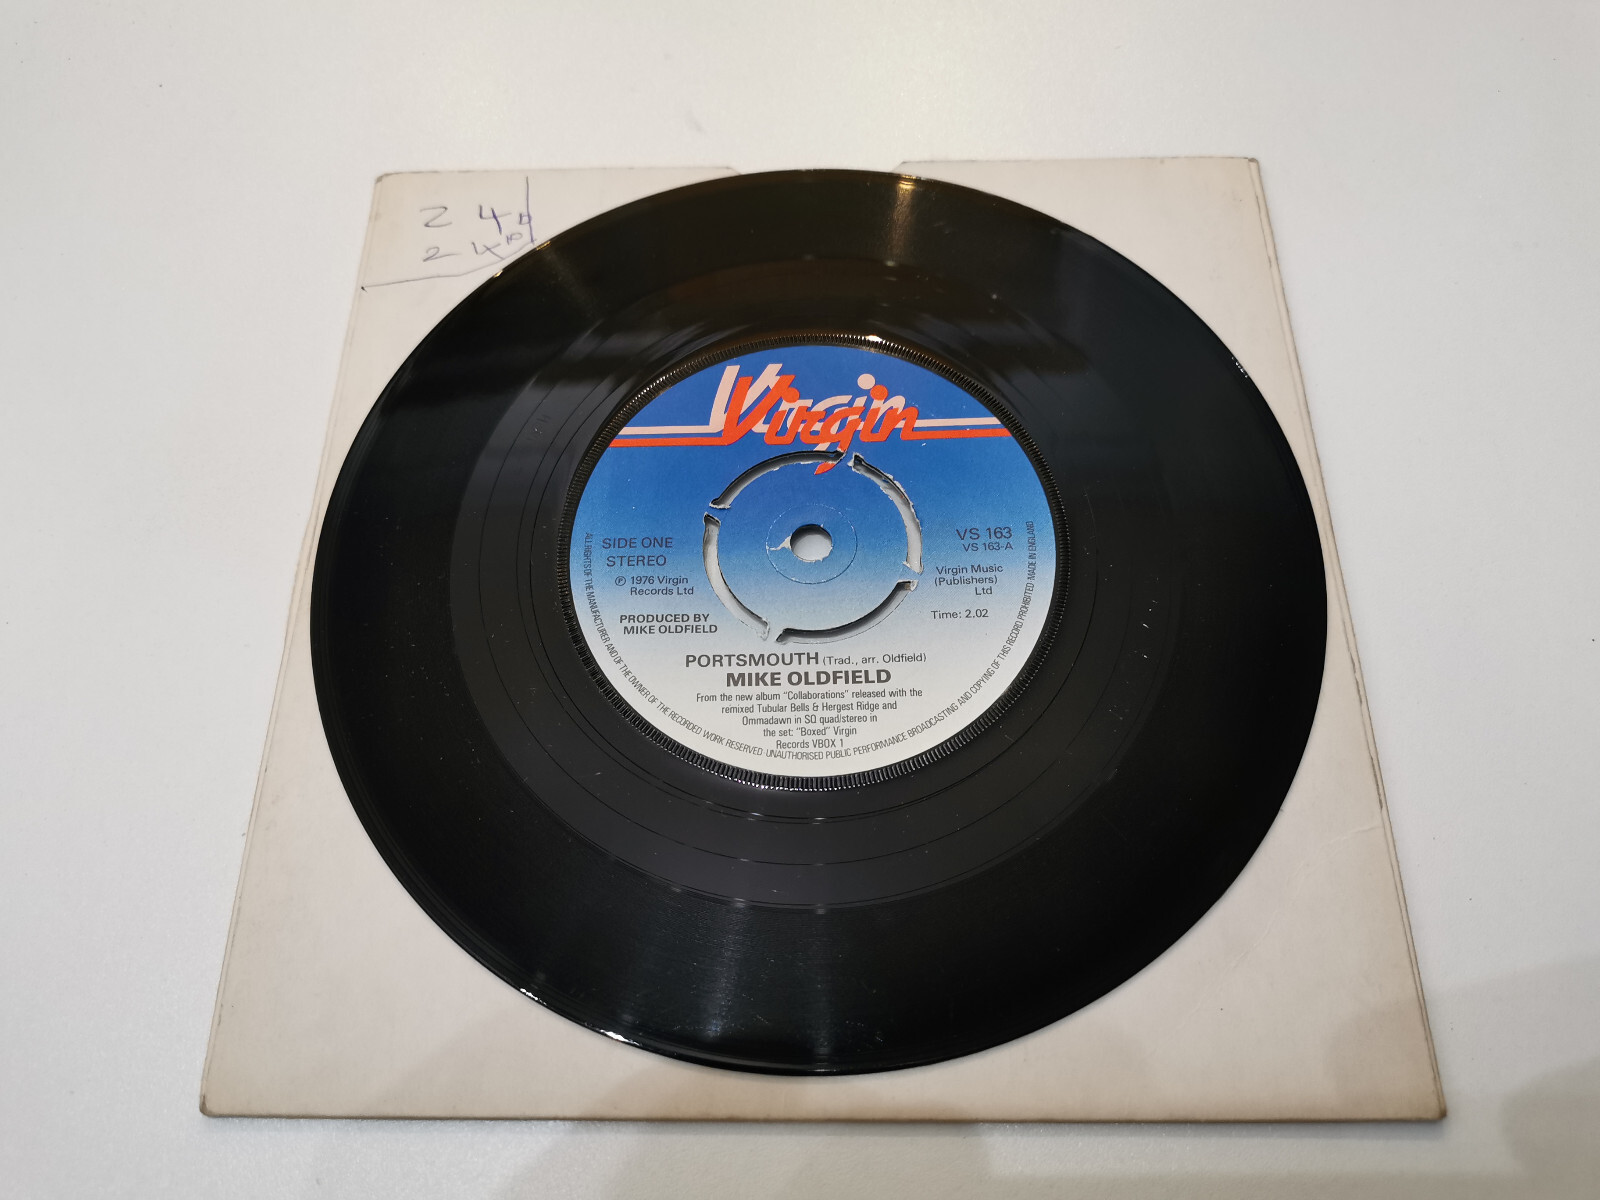 Z 4D
2 4D
Virgin
SIDE ONE
STEREO
℗ 1976 Virgin
Records Ltd
PRODUCED BY
MIKE OLDFIELD
VS 163
VS 163-A
Virgin Music
(Publishers)
Ltd
Time: 2.02
PORTSMOUTH (Trad., arr. Oldfield)
MIKE OLDFIELD
From the new album "Collaborations" released with the
reimixed Tubular Bells & Hergest Ridge and
Ommadawn in SQ quad/stereo in
the set: "Boxed" Virgin
Records VBOX 1
ALL RIGHTS OF THE MANUFACTURER AND OF THE OWNER OF THE RECORDED WORK RESERVED · UNAUTHORISED PUBLIC PERFORMANCE BROADCASTING AND COPYING OF THIS RECORD PROHIBITED · MADE IN ENGLAND